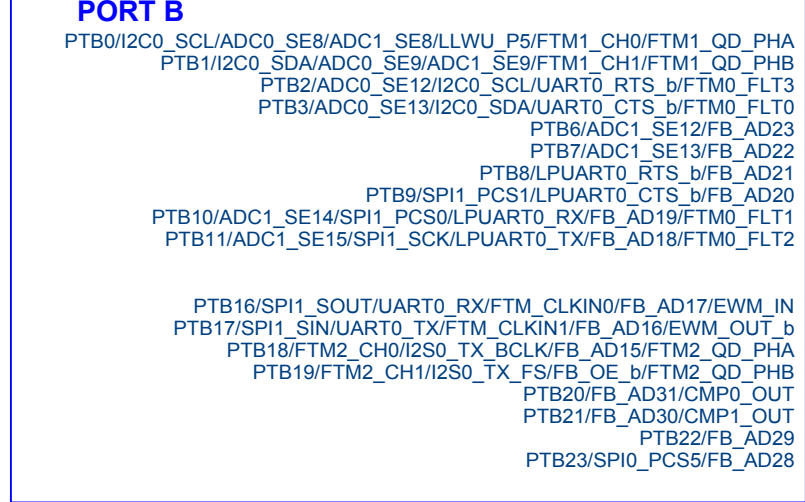 PORT B
PTB0/I2C0_SCL/ADC0_SE8/ADC1_SE8/LLWU_P5/FTM1_CH0/FTM1_QD_PHA
PTB1/I2C0_SDA/ADC0_SE9/ADC1_SE9/FTM1_CH1/FTM1_QD_PHB
PTB2/ADC0_SE12/I2C0_SCL/UART0_RTS_b/FTM0_FLT3
PTB3/ADC0_SE13/I2C0_SDA/UART0_CTS_b/FTM0_FLT0
PTB6/ADC1_SE12/FB_AD23
PTB7/ADC1_SE13/FB_AD22
PTB8/LPUART0_RTS_b/FB_AD21
PTB9/SPI1_PCS1/LPUART0_CTS_b/FB_AD20
PTB10/ADC1_SE14/SPI1_PCS0/LPUART0_RX/FB_AD19/FTM0_FLT1
PTB11/ADC1_SE15/SPI1_SCK/LPUART0_TX/FB_AD18/FTM0_FLT2
PTB16/SPI1_SOUT/UART0_RX/FTM_CLKIN0/FB_AD17/EWM_IN
PTB17/SPI1_SIN/UART0_TX/FTM_CLKIN1/FB_AD16/EWM_OUT_b
PTB18/FTM2_CH0/I2S0_TX_BCLK/FB_AD15/FTM2_QD_PHA
PTB19/FTM2_CH1/I2S0_TX_FS/FB_OE_b/FTM2_QD_PHB
PTB20/FB_AD31/CMP0_OUT
PTB21/FB_AD30/CMP1_OUT
PTB22/FB_AD29
PTB23/SPI0_PCS5/FB_AD28